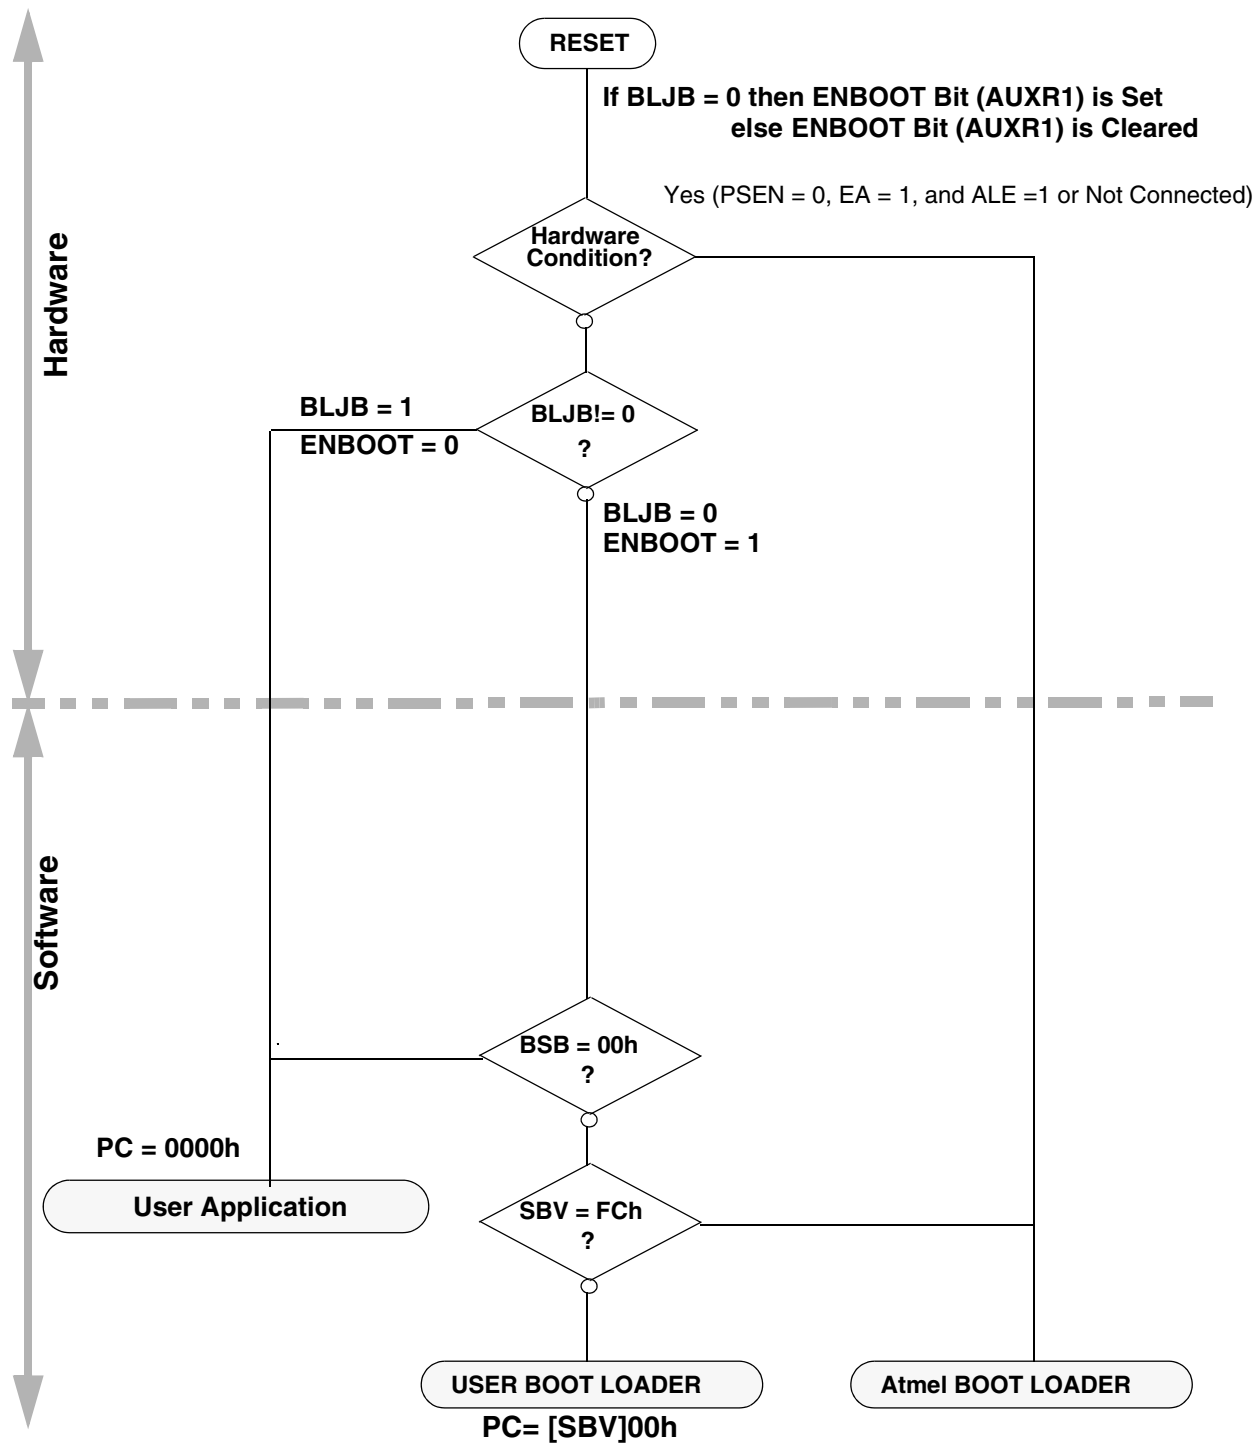 RESET
If BLJB = 0 then ENBOOT Bit (AUXR1) is Set
else ENBOOT Bit (AUXR1) is Cleared
Yes (PSEN = 0, EA = 1, and ALE =1 or Not Connected)
Hardware
Condition?
Hardware
BLJB = 1
ENBOOT = 0
BLJB!= 0
?
BLJB = 0
ENBOOT = 1
Software
BSB = 00h
?
PC = 0000h
User Application
SBV = FCh
?
USER BOOT LOADER
PC= [SBV]00h
Atmel BOOT LOADER